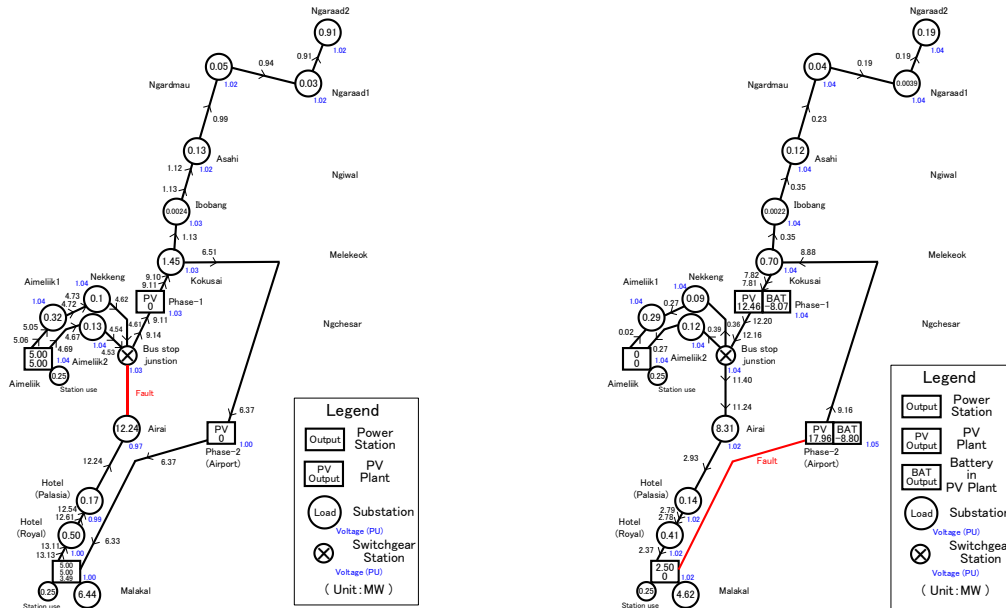 Ngaraad2
0.91
1.02
0.91
0.05
0.94
0.03
Ngardmau
1.02
Ngaraad1
1.02
0.99
0.13
Asahi
1.12
1.02
1.13
Ibobang
0.0024
1.03
1.13
6.51
1.45
1.03
Kokusai
9.10
9.11
Aimeliik1
Nekkeng
1.04
1.04
4.73
4.72
0.1
4.62
PV
0
Phase-1
1.03
0.32
5.05
0.13
4.61
9.11
4.54
9.14
5.06
4.67
1.04
4.69
4.53
Bus stop
junstion
5.00
5.00
1.04
Aimeliik2
1.03
Aimeliik
0.25
Station use
Fault
6.37
12.24
Airai
0.97
PV
0
1.00
Phase-2
(Airport)
12.24
6.37
Hotel
(Palasia)
0.17
12.54
0.99
12.61
Hotel
(Royal)
0.50
6.33
13.11
1.00
13.13
5.00
5.00
3.49
1.00
0.25
6.44
Malakal
Station use
Legend
Output
Power
Station
PV
Output
PV
Plant
Load
Substation
Voltage (PU)
Switchgear
Station
Voltage (PU)
( Unit:MW )
Ngaraad2
0.19
1.04
0.19
0.04
0.19
0.0039
Ngardmau
1.04
Ngaraad1
1.04
0.23
0.12
Asahi
1.04
Ngiwal
0.35
Ibobang
0.0022
1.04
0.35
8.88
Melekeok
0.70
1.04
Kokusai
7.82
7.81
Aimeliik1
Nekkeng
1.04
1.04
0.27
0.09
PV
12.46
BAT
-8.07
Phase-1
1.04
0.29
0.02
0.12
0.36
12.20
0.39
12.16
Ngchesar
0.27
1.04
Bus stop
junstion
0
0
1.04
Aimeliik2
1.04
Aimeliik
0.25
Station use
11.40
11.24
9.16
8.31
Airai
1.02
PV
17.96
BAT
-8.80
1.05
Phase-2
(Airport)
2.93
Fault
Hotel
(Palasia)
0.14
2.79
1.02
2.78
Hotel
(Royal)
0.41
2.37
1.02
2.50
0
1.02
0.25
4.62
Malakal
Station use
Legend
Output
Power
Station
PV
Output
PV
Plant
BAT
Output
Battery
in
PV Plant
Load
Substation
Voltage (PU)
Switchgear
Station
Voltage (PU)
( Unit:MW )
Ngiwal
Melekeok
Ngchesar